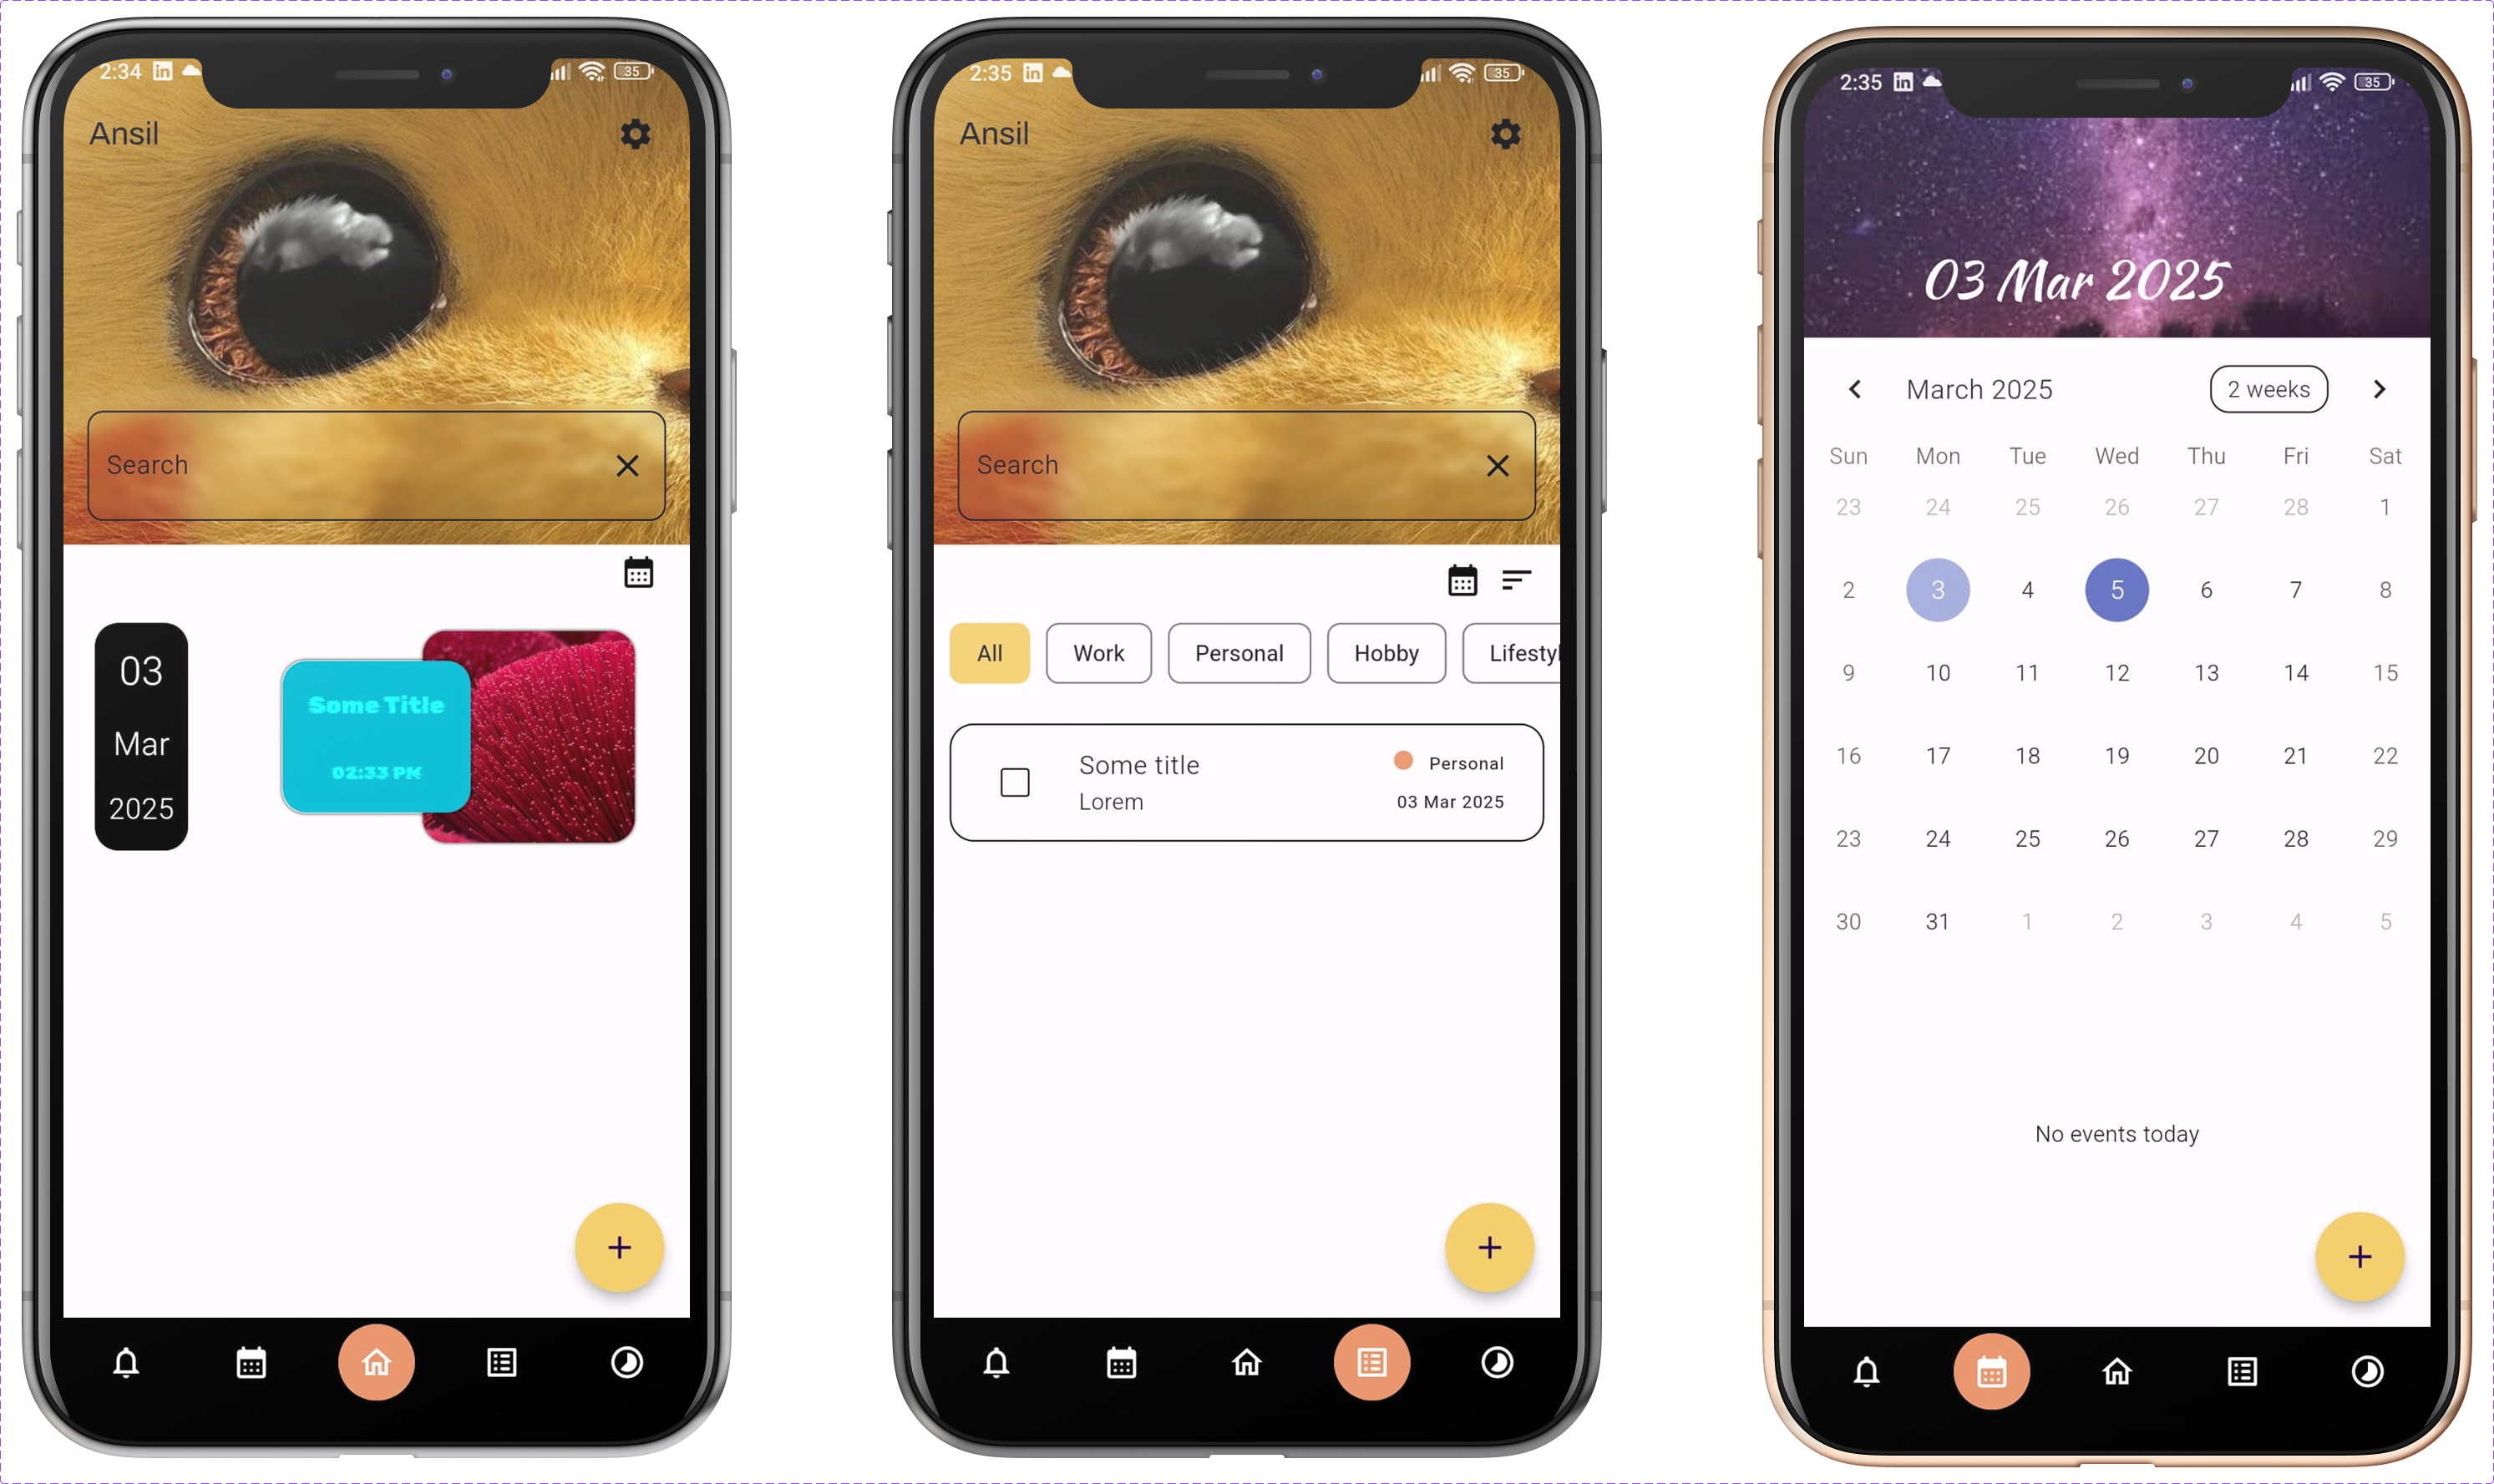 2:34 in 35
Ansil
Search
03
Mar
2025
Some Title
02:33 PM
2:35 in 35
Ansil
Search
All Work Personal Hobby Lifestyl
Some title Personal
Lorem 03 Mar 2025
2:35 in 35
03 Mar 2025
March 2025 2 weeks
Sun Mon Tue Wed Thu Fri Sat
23 24 25 26 27 28 1
2 3 4 5 6 7 8
9 10 11 12 13 14 15
16 17 18 19 20 21 22
23 24 25 26 27 28 29
30 31 1 2 3 4 5
No events today